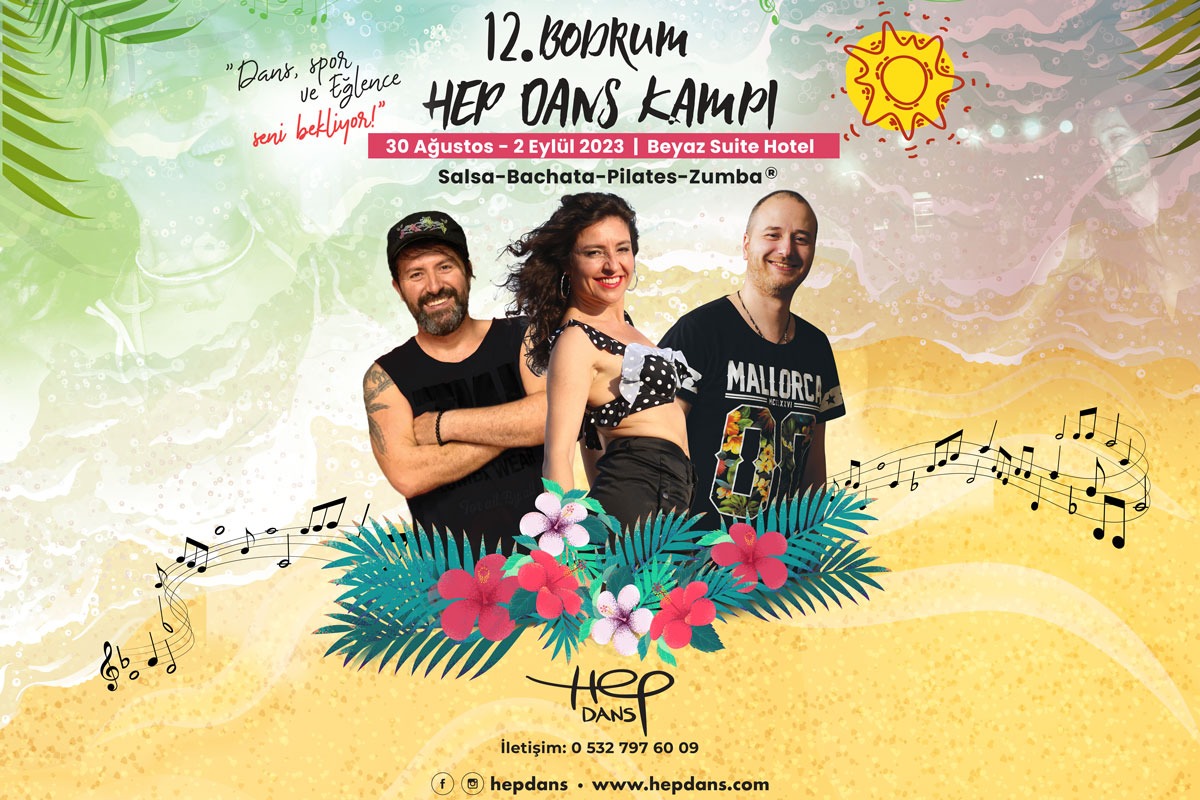 12.BODRUM
HEP DANS KAMPI
"Dans, spor
ve Eğlence
seni bekliyor!"
30 Ağustos - 2 Eylül 2023 | Beyaz Suite Hotel
Salsa-Bachata-Pilates-Zumba®
MALLORCA
Hep
DANS
İletişim: 0 532 797 60 09
hepdans • www.hepdans.com